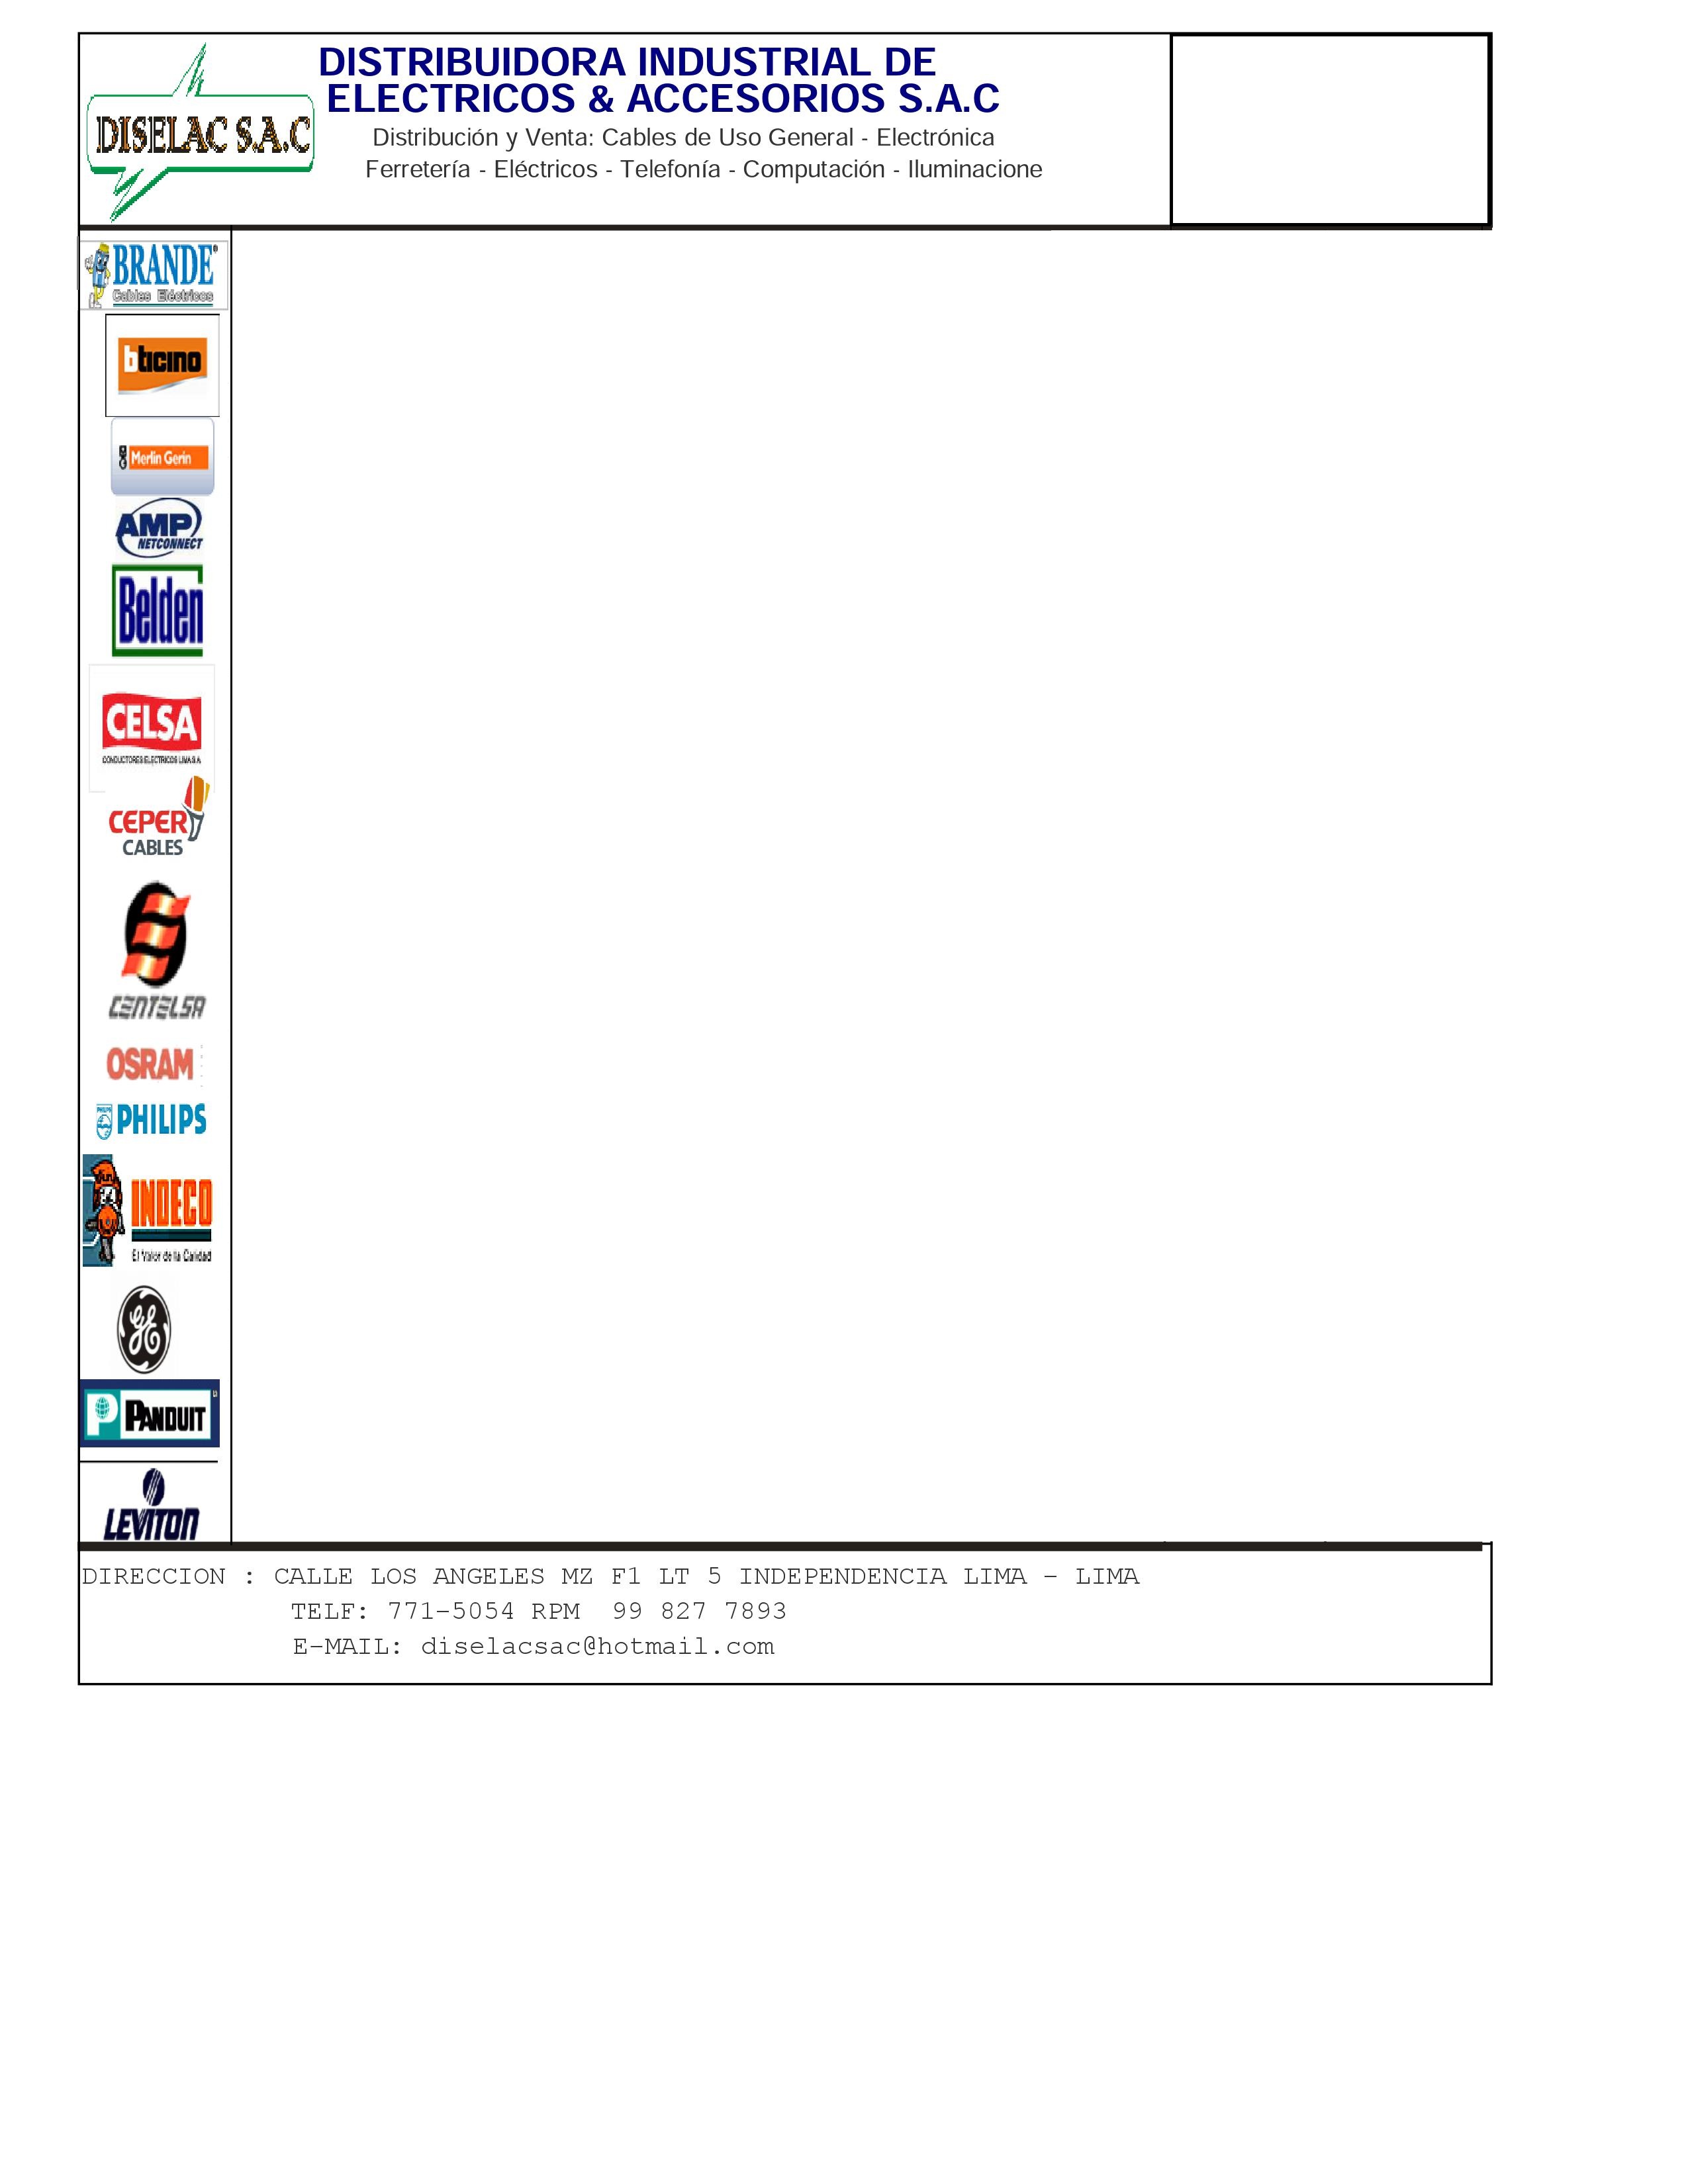 DISELAC S.A.C
DISTRIBUIDORA INDUSTRIAL DE
ELECTRICOS & ACCESORIOS S.A.C
Distribución y Venta: Cables de Uso General - Electrónica
Ferretería - Eléctricos - Telefonía - Computación - Iluminacione
BRANDE®
Cables Eléctricos
bticino
Merlin Gerin
AMP
NETCONNECT
Belden
CELSA
CONDUCTORES ELECTRICOS LIMA S.A.
CEPER
CABLES
CENTELSA
OSRAM
PHILIPS
INDECO
El Valor de la Calidad
GE
P PANDUIT
LEVITON
DIRECCION : CALLE LOS ANGELES MZ F1 LT 5 INDEPENDENCIA LIMA - LIMA
TELF: 771-5054 RPM 99 827 7893
E-MAIL: diselacsac@hotmail.com